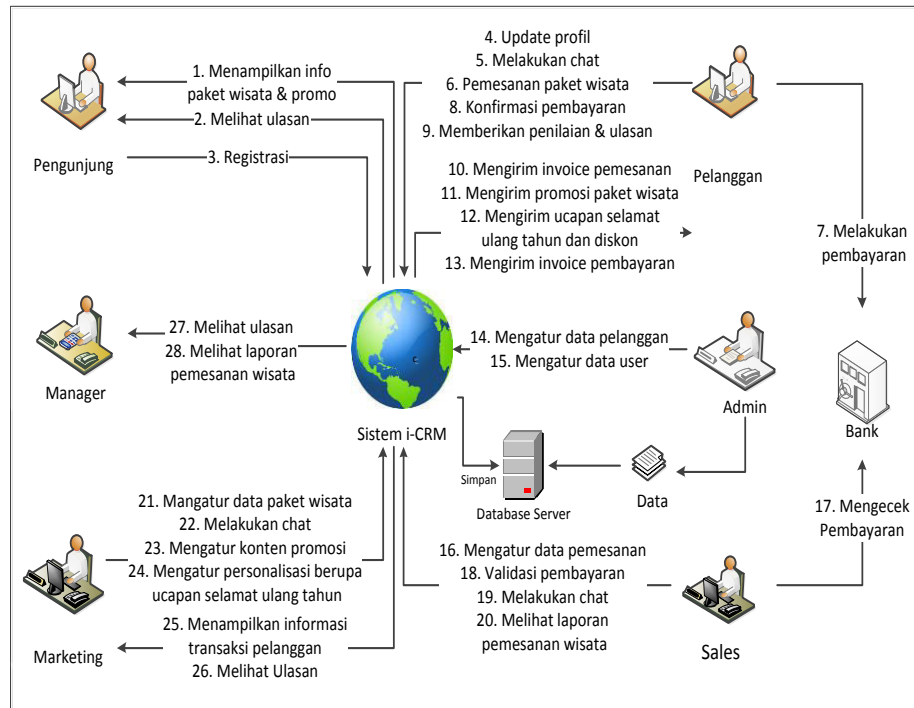 1. Menampilkan info
paket wisata & promo
2. Melihat ulasan
3. Registrasi
Pengunjung
4. Update profil
5. Melakukan chat
6. Pemesanan paket wisata
8. Konfirmasi pembayaran
9. Memberikan penilaian & ulasan
10. Mengirim invoice pemesanan
11. Mengirim promosi paket wisata
12. Mengirim ucapan selamat
ulang tahun dan diskon
13. Mengirim invoice pembayaran
Pelanggan
7. Melakukan
pembayaran
27. Melihat ulasan
28. Melihat laporan
pemesanan wisata
Manager
Sistem i-CRM
14. Mengatur data pelanggan
15. Mengatur data user
Admin
Bank
Simpan
Database Server
Data
17. Mengecek
Pembayaran
21. Mangatur data paket wisata
22. Melakukan chat
23. Mengatur konten promosi
24. Mengatur personalisasi berupa
ucapan selamat ulang tahun
25. Menampilkan informasi
transaksi pelanggan
26. Melihat Ulasan
Marketing
16. Mengatur data pemesanan
18. Validasi pembayaran
19. Melakukan chat
20. Melihat laporan
pemesanan wisata
Sales